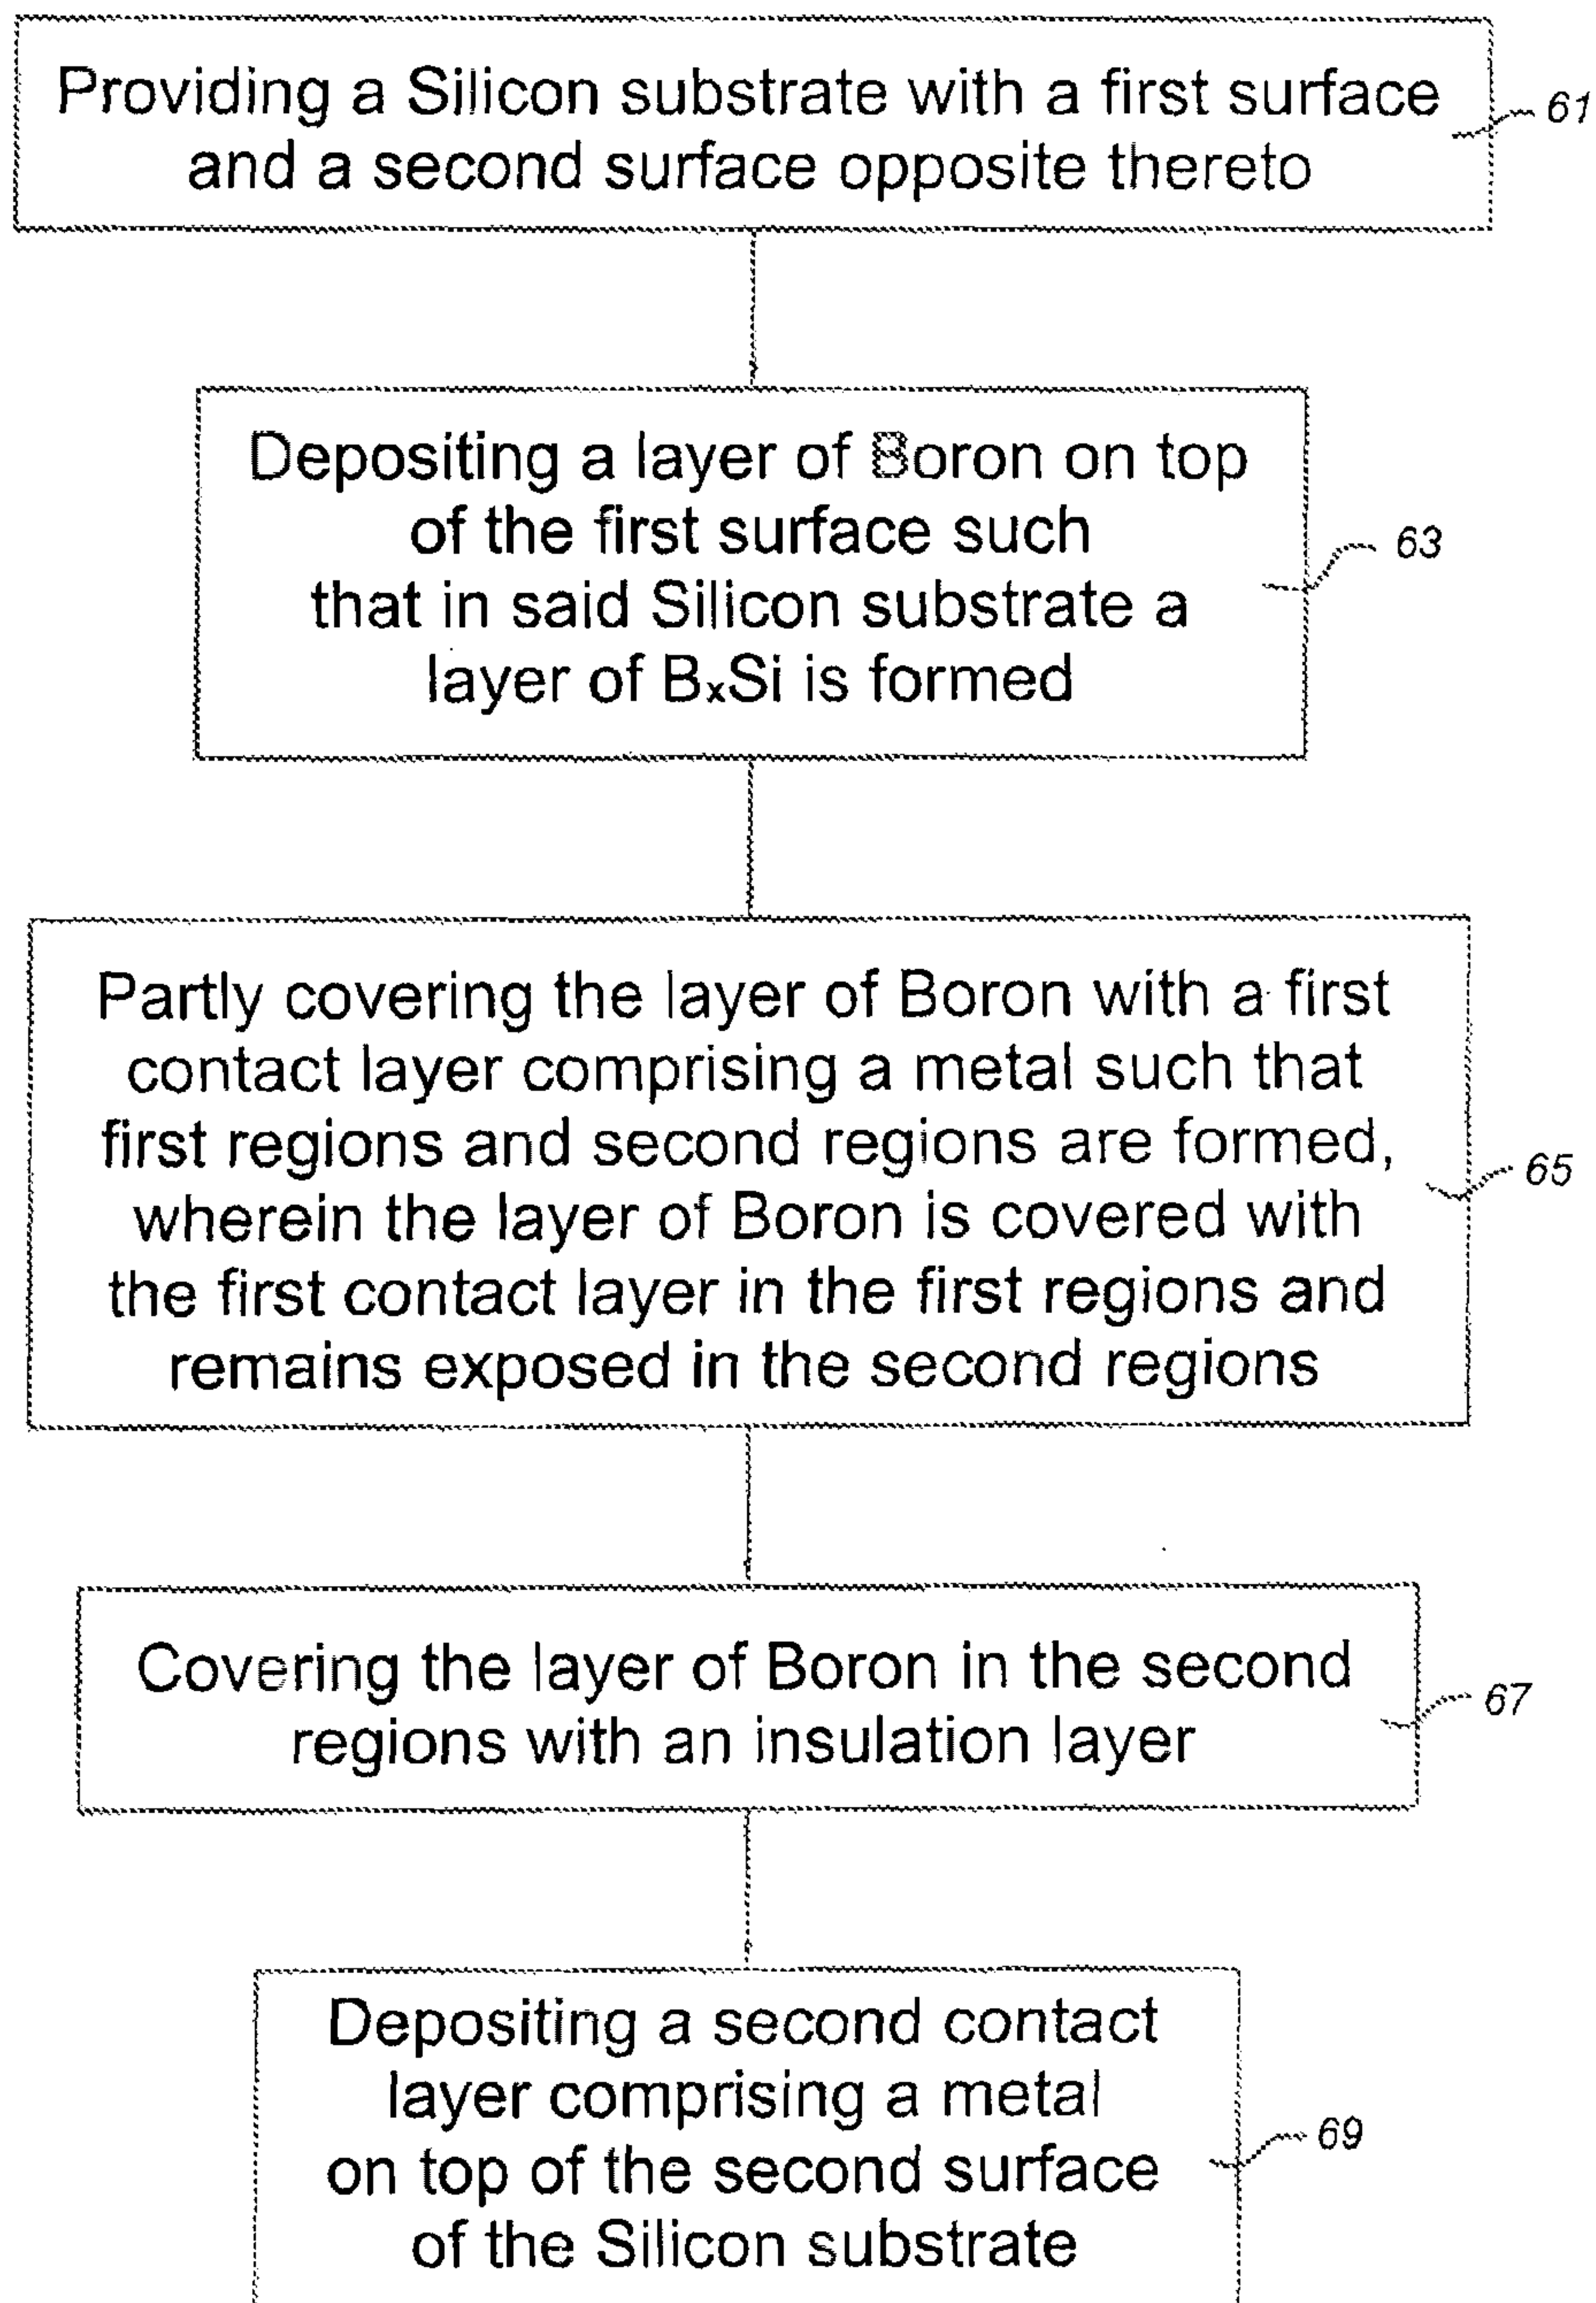 Providing a Silicon substrate with a first surface
and a second surface opposite thereto
61
Depositing a layer of Boron on top
of the first surface such
that in said Silicon substrate a
layer of BₓSi is formed
63
Partly covering the layer of Boron with a first
contact layer comprising a metal such that
first regions and second regions are formed,
wherein the layer of Boron is covered with
the first contact layer in the first regions and
remains exposed in the second regions
65
Covering the layer of Boron in the second
regions with an insulation layer
67
Depositing a second contact
layer comprising a metal
on top of the second surface
of the Silicon substrate
69